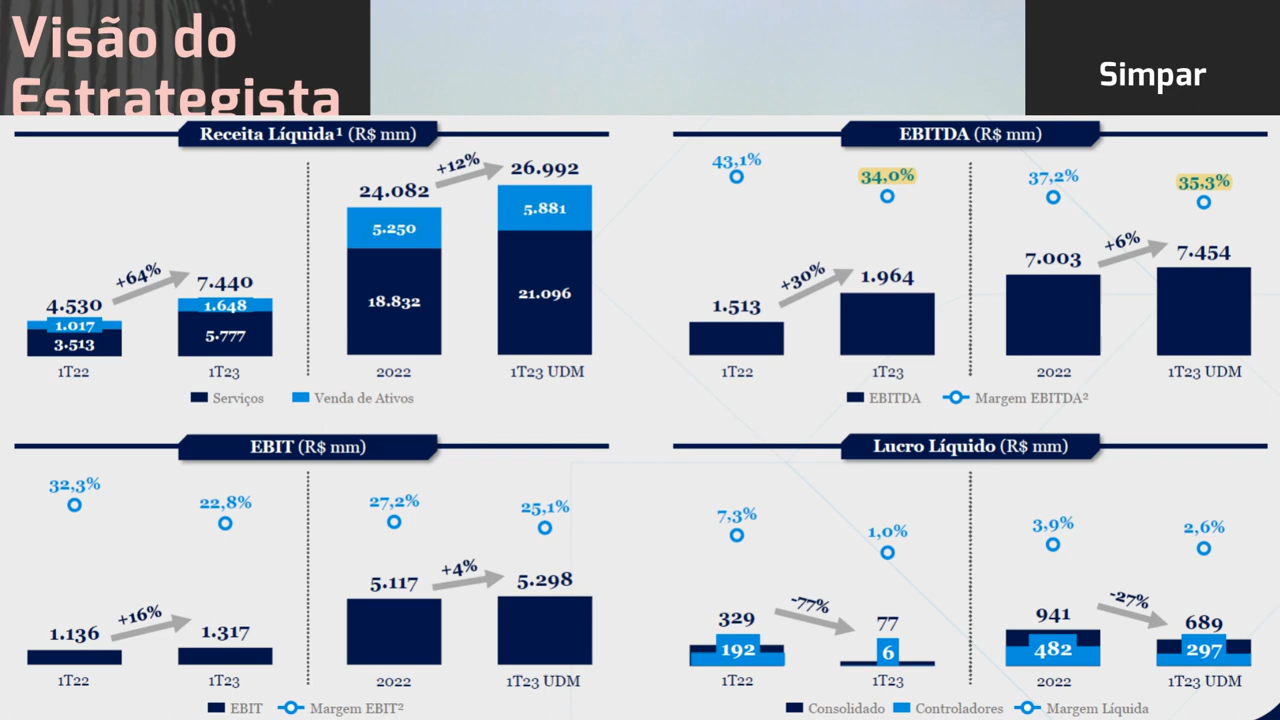 Visão do
Estrategista
Simpar
Receita Líquida¹ (R$ mm)
+12%
26.992
24.082
5.881
5.250
+64%
7.440
4.530
1.648
1.017
18.832
21.096
5.777
3.513
1T22
1T23
2022
1T23 UDM
Serviços
Venda de Ativos
EBITDA (R$ mm)
43,1%
34,0%
37,2%
35,3%
+6%
7.454
7.003
+30%
1.964
1.513
1T22
1T23
2022
1T23 UDM
EBITDA
Margem EBITDA²
EBIT (R$ mm)
32,3%
22,8%
27,2%
25,1%
+4%
5.298
5.117
+16%
1.317
1.136
1T22
1T23
2022
1T23 UDM
EBIT
Margem EBIT²
Lucro Líquido (R$ mm)
7,3%
1,0%
3,9%
2,6%
-77%
-27%
329
77
941
689
192
6
482
297
1T22
1T23
2022
1T23 UDM
Consolidado
Controladores
Margem Líquida